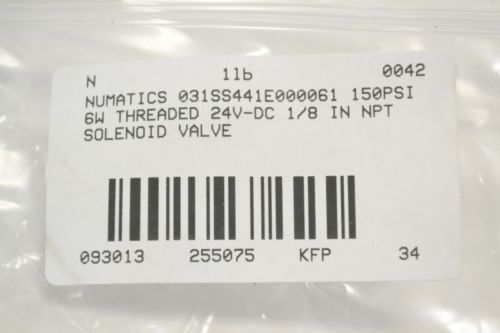 N 1lb 0042
NUMATICS 031SS441E000061 150PSI
6W THREADED 24V-DC 1/8 IN NPT
SOLENOID VALVE
093013 255075 KFP 34